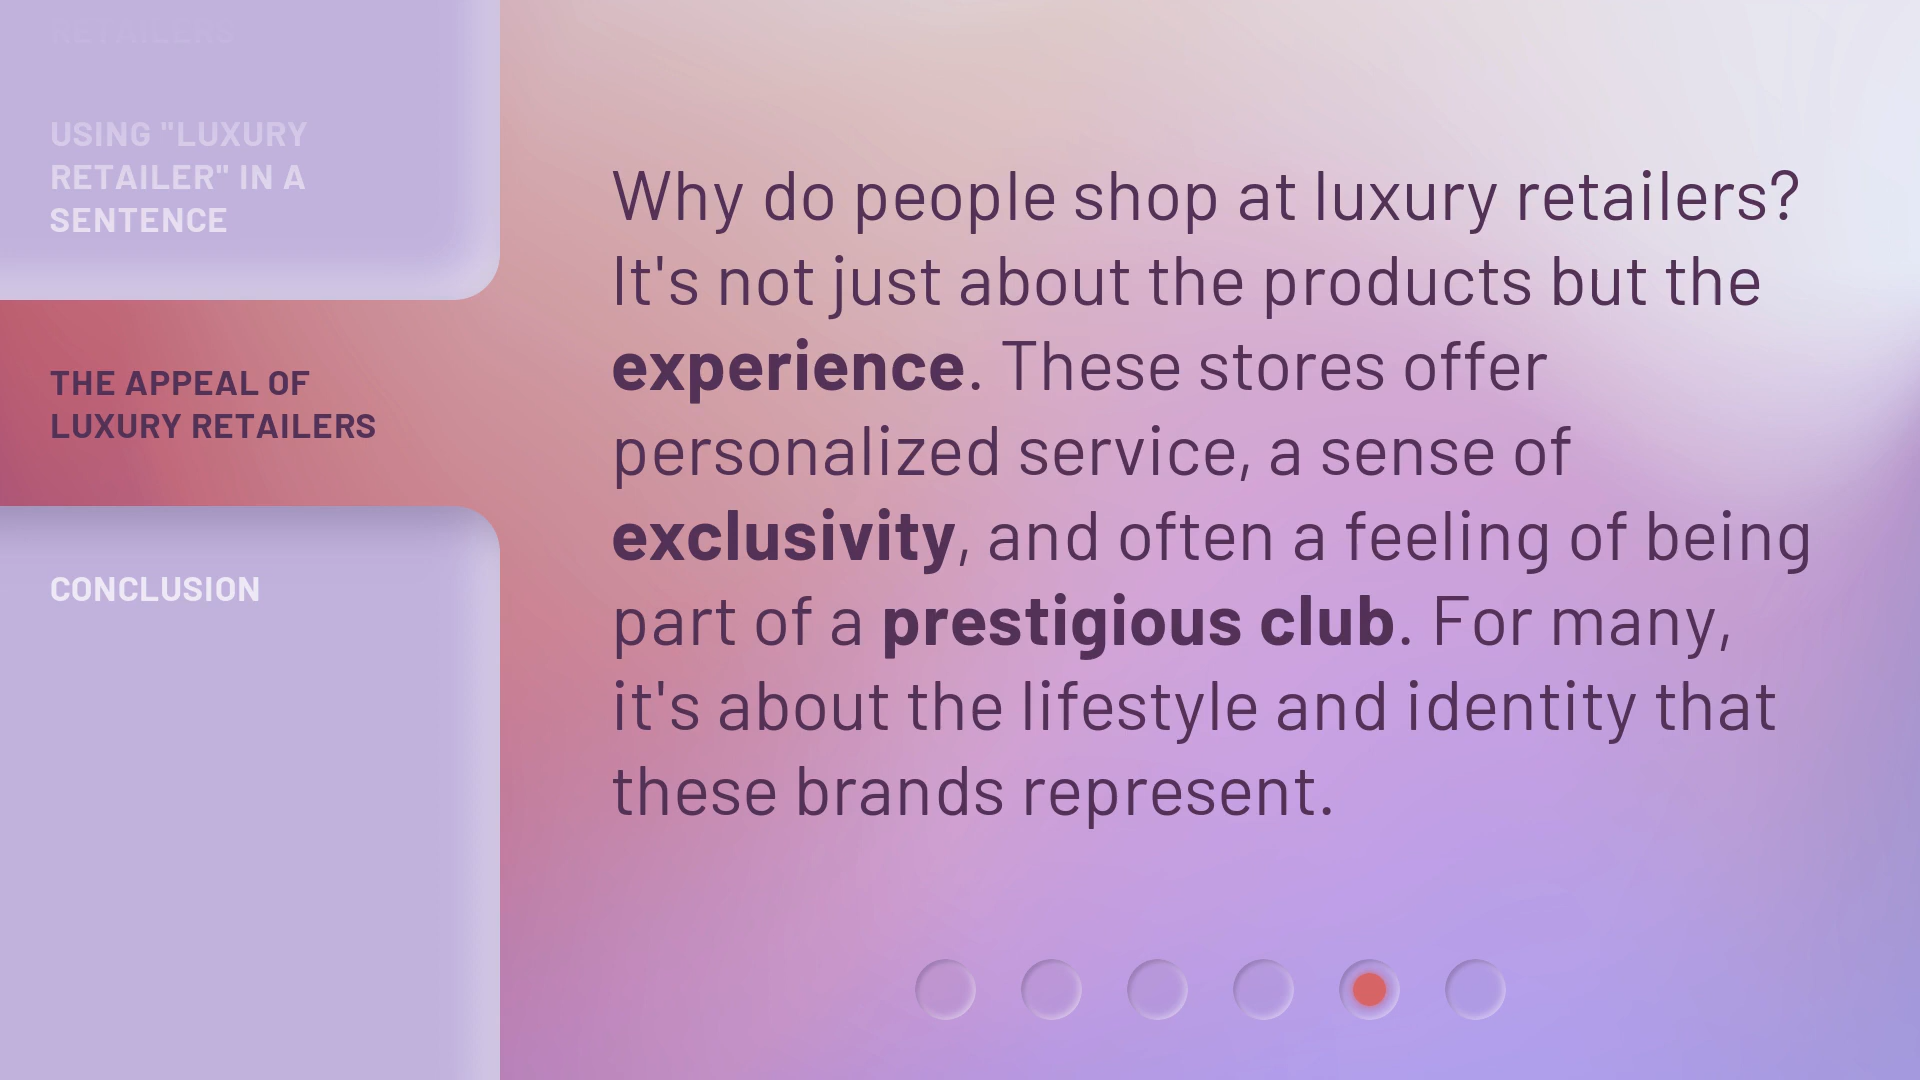 RETAILERS
USING "LUXURY
RETAILER" IN A
SENTENCE
THE APPEAL OF
LUXURY RETAILERS
CONCLUSION
Why do people shop at luxury retailers?
It's not just about the products but the
experience. These stores offer
personalized service, a sense of
exclusivity, and often a feeling of being
part of a prestigious club. For many,
it's about the lifestyle and identity that
these brands represent.